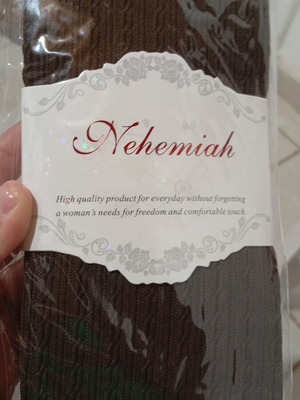 Nehemiah
High quality product for everyday without forgetting
a woman's needs for freedom and comfortable touch